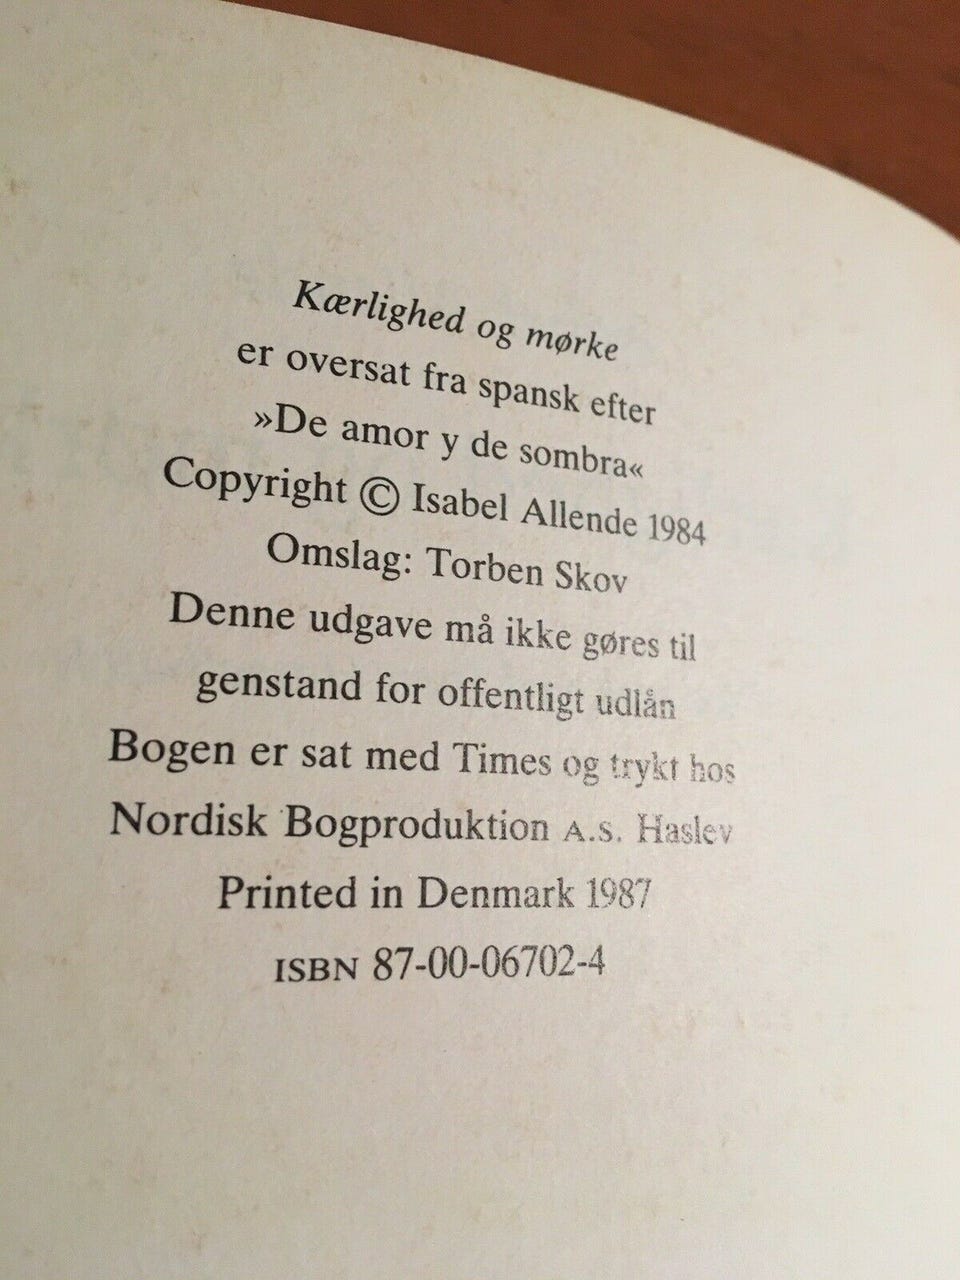 Kærlighed og mørke
er oversat fra spansk efter
»De amor y de sombra«
Copyright © Isabel Allende 1984
Omslag: Torben Skov
Denne udgave må ikke gøres til
genstand for offentligt udlån
Bogen er sat med Times og trykt hos
Nordisk Bogproduktion A.S. Haslev
Printed in Denmark 1987
ISBN 87-00-06702-4